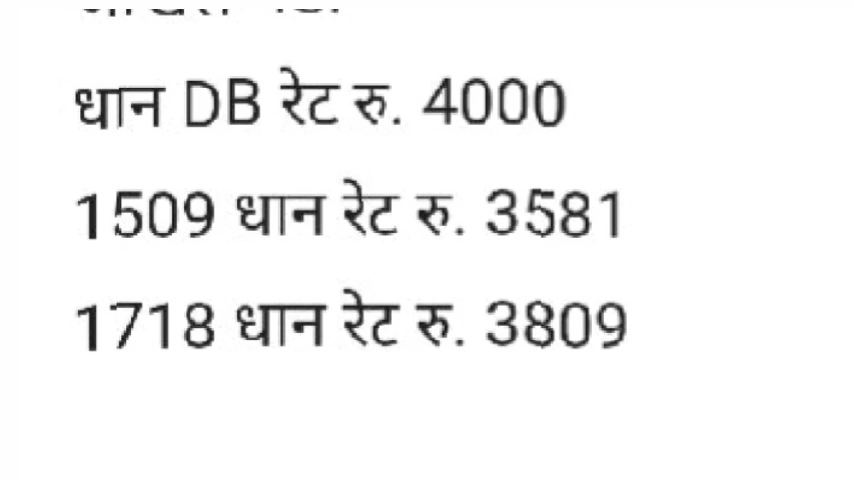 धान DB रेट रु. 4000
1509 धान रेट रु. 3581
1718 धान रेट रु. 3809